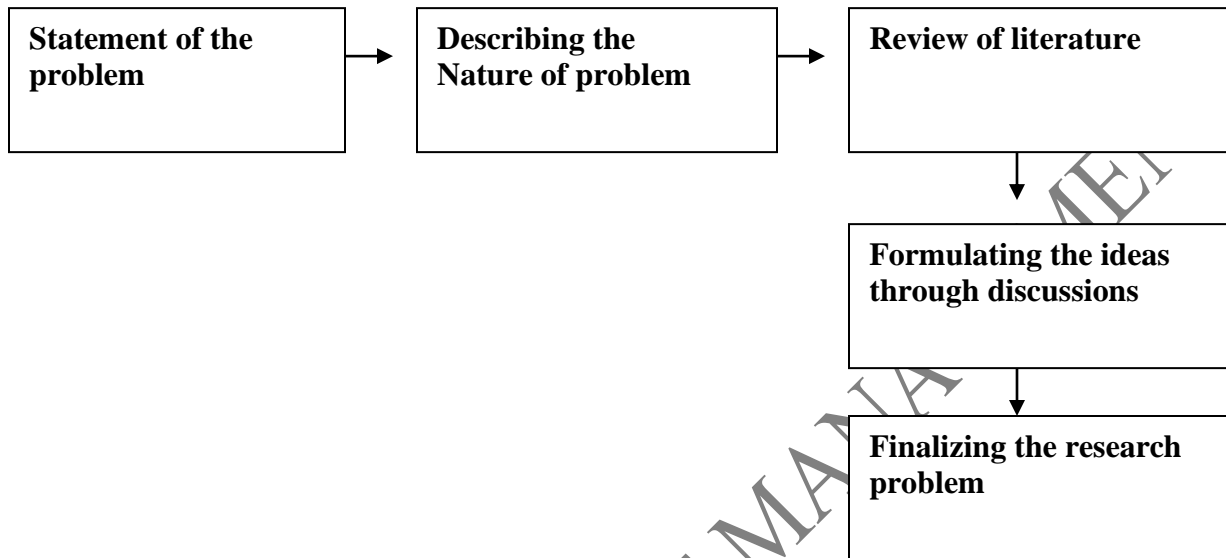 Statement of the
problem
Describing the
Nature of problem
Review of literature
Formulating the ideas
through discussions
Finalizing the research
problem